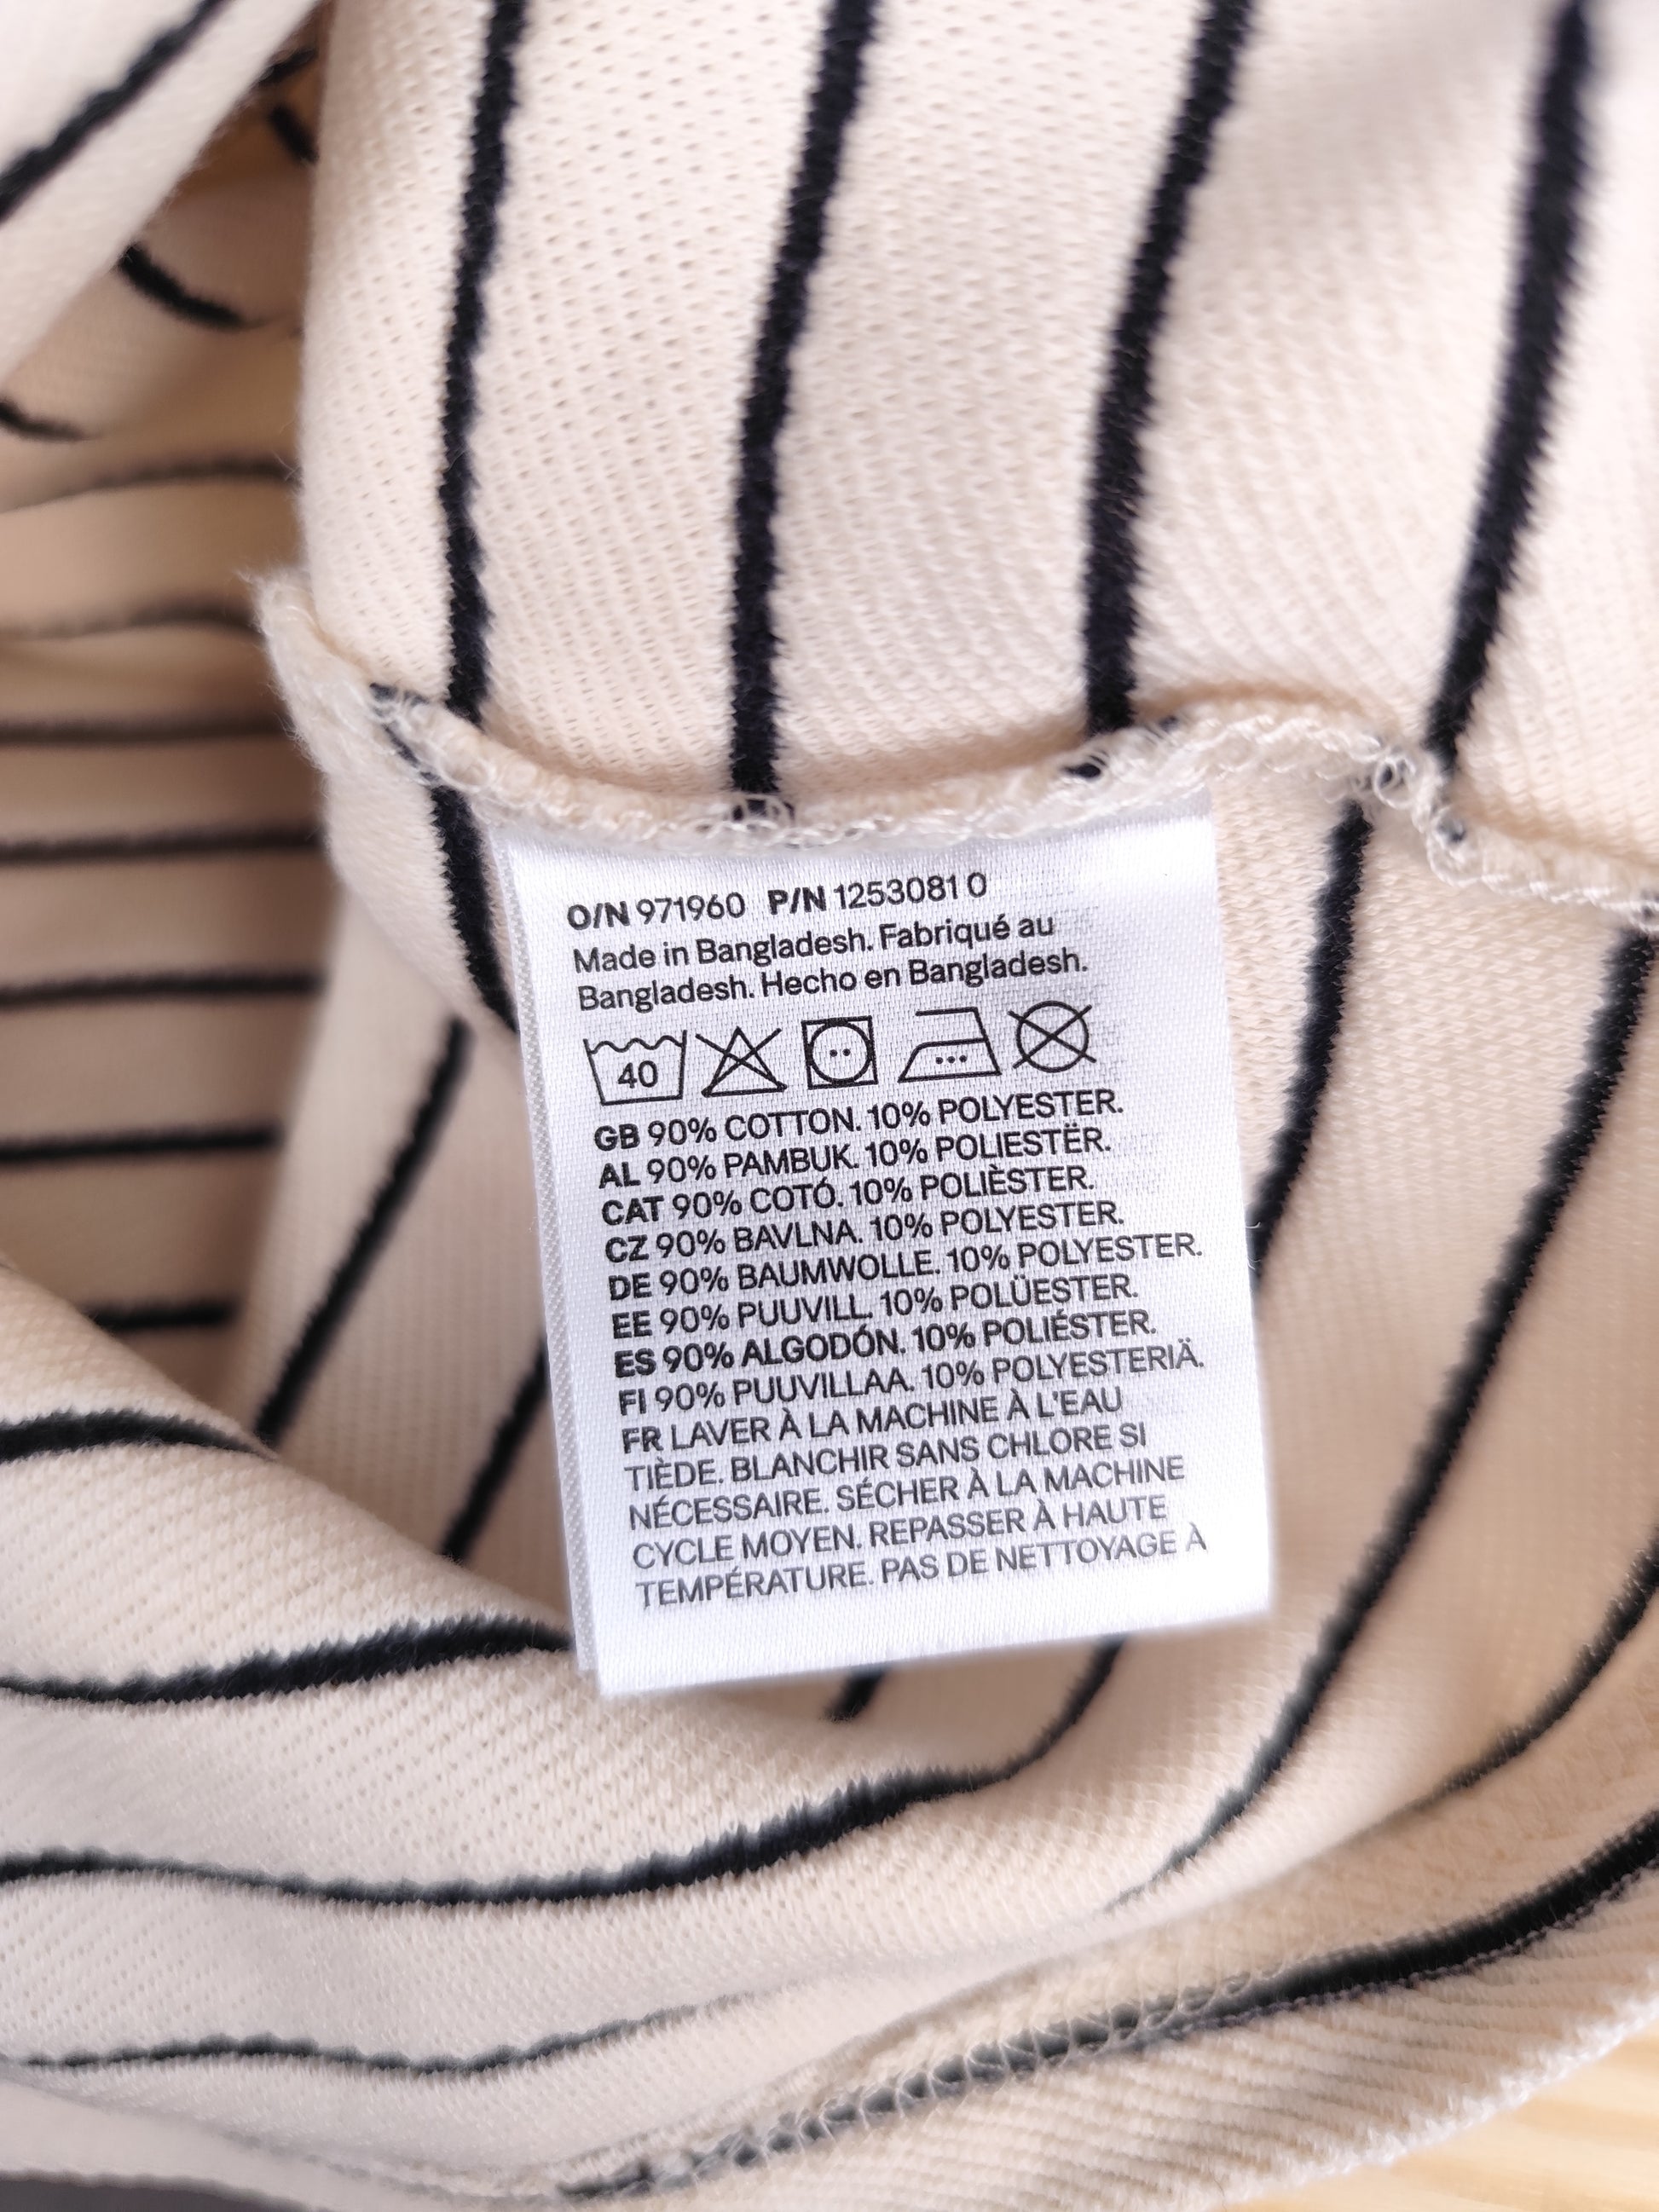 O/N 971960 P/N 1253081 0
Made in Bangladesh. Fabriqué au
Bangladesh. Hecho en Bangladesh.
40
GB 90% COTTON. 10% POLYESTER.
AL 90% PAMBUK. 10% POLIESTËR.
CAT 90% COTÓ. 10% POLIÈSTER.
CZ 90% BAVLNA. 10% POLYESTER.
DE 90% BAUMWOLLE. 10% POLYESTER.
EE 90% PUUVILL. 10% POLÜESTER.
ES 90% ALGODÓN. 10% POLIÉSTER.
FI 90% PUUVILLAA. 10% POLYESTERIÄ.
FR LAVER À LA MACHINE À L'EAU
TIÈDE. BLANCHIR SANS CHLORE SI
NÉCESSAIRE. SÉCHER À LA MACHINE
CYCLE MOYEN. REPASSER À HAUTE
TEMPÉRATURE. PAS DE NETTOYAGE À